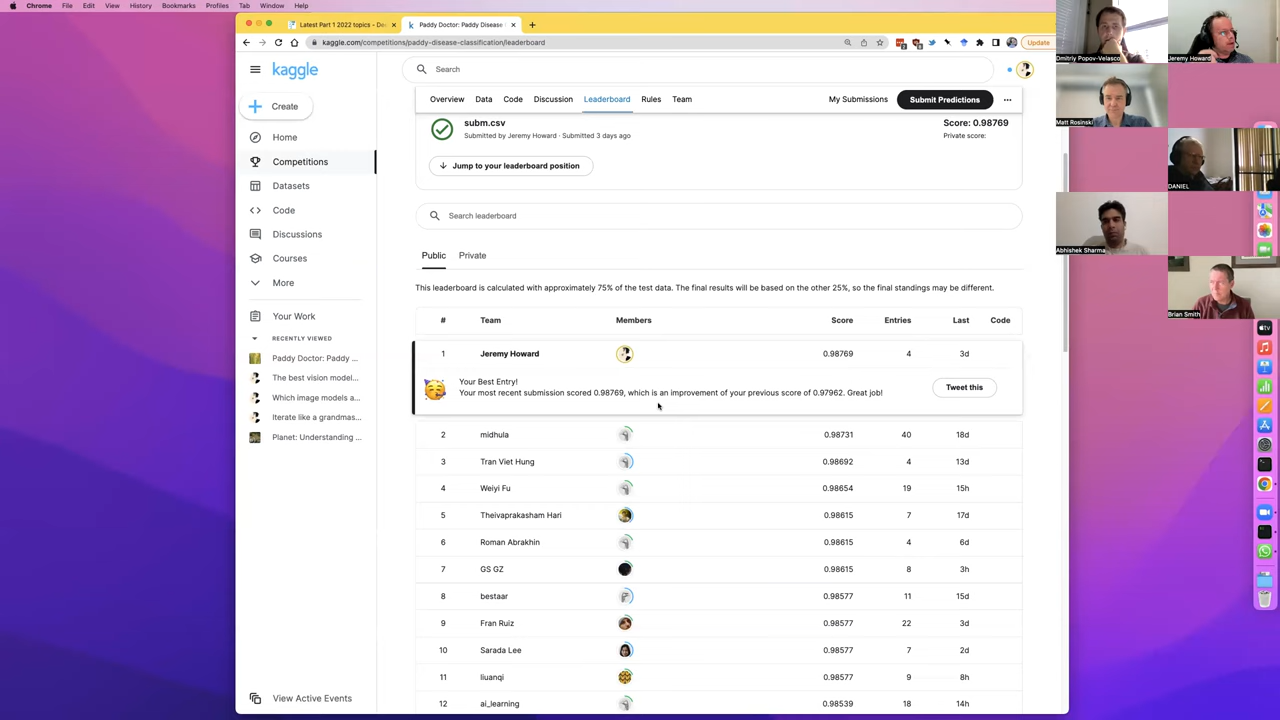 Chrome File Edit View History Bookmarks Profiles Tab Window Help
Latest Part 1 2022 topics - De
Paddy Doctor: Paddy Disease
kaggle.com/competitions/paddy-disease-classification/leaderboard
Update
kaggle
Search
Create
Home
Competitions
Datasets
Code
Discussions
Courses
More
Your Work
RECENTLY VIEWED
Paddy Doctor: Paddy ...
The best vision model...
Which image models a...
Iterate like a grandmas...
Planet: Understanding ...
View Active Events
Overview Data Code Discussion Leaderboard Rules Team My Submissions Submit Predictions
subm.csv Score: 0.98769
Submitted by Jeremy Howard · Submitted 3 days ago Private score:
Jump to your leaderboard position
Search leaderboard
Public Private
This leaderboard is calculated with approximately 75% of the test data. The final results will be based on the other 25%, so the final standings may be different.
# Team Members Score Entries Last Code
1 Jeremy Howard 0.98769 4 3d
Your Best Entry!
Your most recent submission scored 0.98769, which is an improvement of your previous score of 0.97962. Great job!
Tweet this
2 midhula 0.98731 40 18d
3 Tran Viet Hung 0.98692 4 13d
4 Weiyi Fu 0.98654 19 15h
5 Theivaprakasham Hari 0.98615 7 17d
6 Roman Abrakhin 0.98615 4 6d
7 GS GZ 0.98615 8 3h
8 bestaar 0.98577 11 15d
9 Fran Ruiz 0.98577 22 3d
10 Sarada Lee 0.98577 7 2d
11 liuanqi 0.98577 9 8h
12 ai_learning 0.98539 18 14h
Dmitriy Popov-Velasco
Jeremy Howard
Matt Rosinski
DANIEL
Abhishek Sharma
Brian Smith